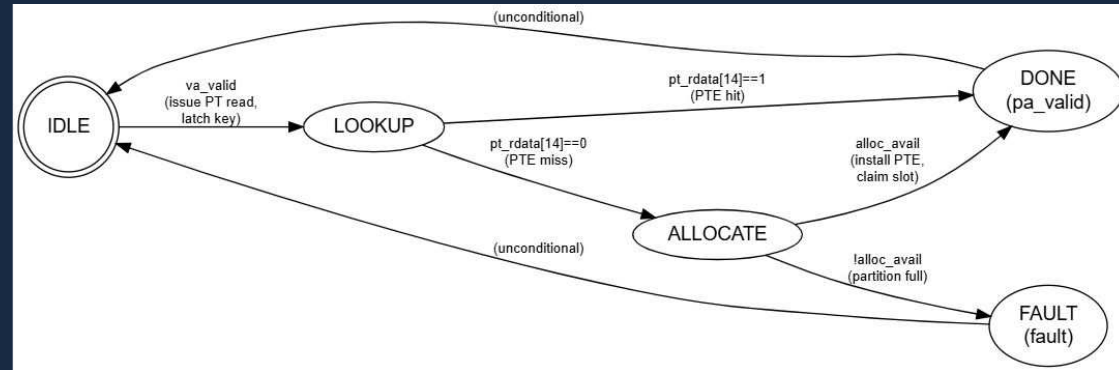 (unconditional)
va_valid
(issue PT read,
latch key)
IDLE
LOOKUP
pt_rdata[14]==1
(PTE hit)
DONE
(pa_valid)
pt_rdata[14]==0
(PTE miss)
alloc_avail
(install PTE,
claim slot)
ALLOCATE
(unconditional)
!alloc_avail
(partition full)
FAULT
(fault)